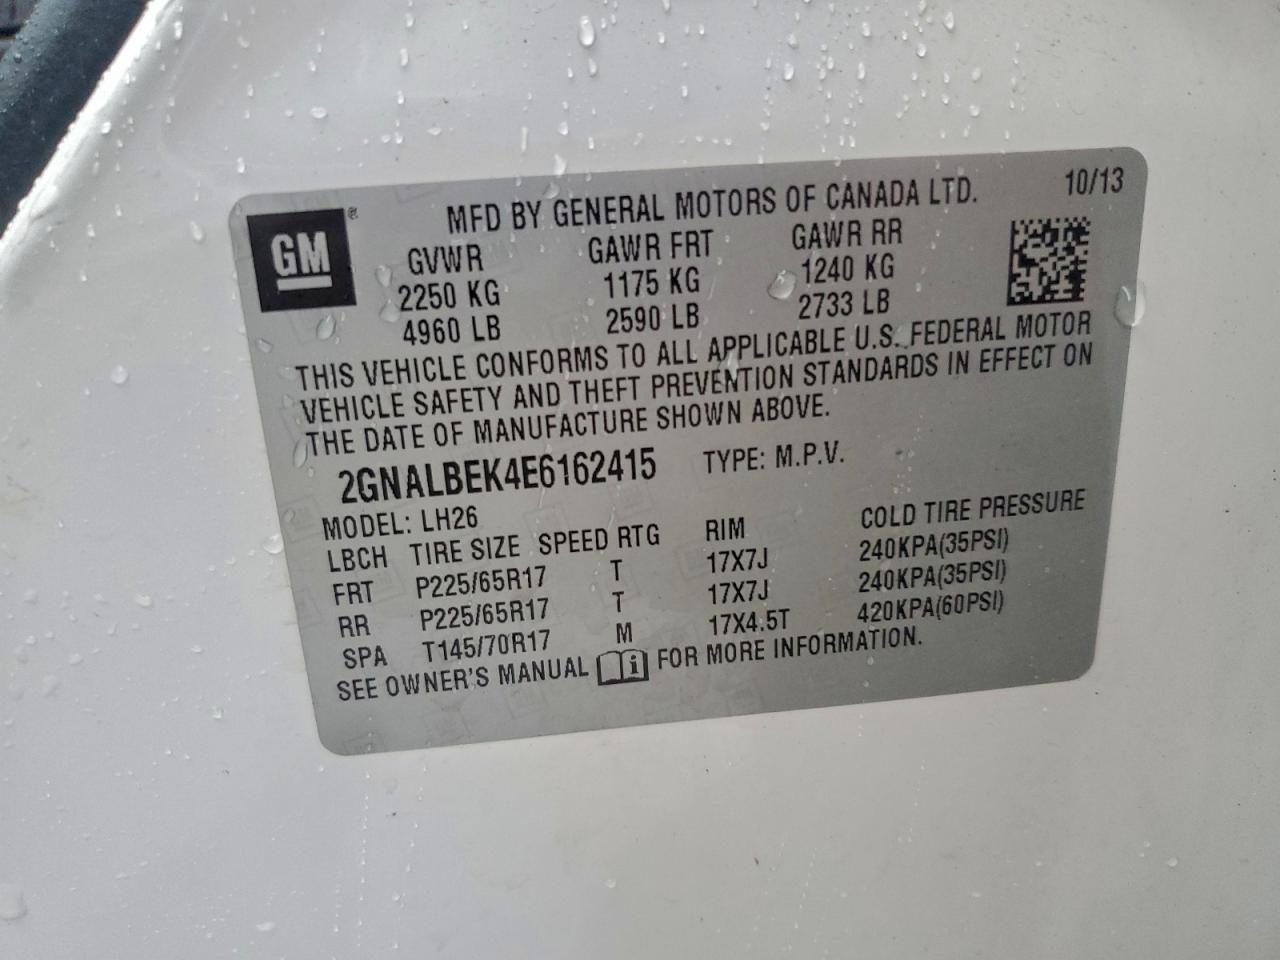 GM®
MFD BY GENERAL MOTORS OF CANADA LTD. 10/13
GVWR GAWR FRT GAWR RR
2250 KG 1175 KG 1240 KG
4960 LB 2590 LB 2733 LB
THIS VEHICLE CONFORMS TO ALL APPLICABLE U.S. FEDERAL MOTOR
VEHICLE SAFETY AND THEFT PREVENTION STANDARDS IN EFFECT ON
THE DATE OF MANUFACTURE SHOWN ABOVE.
2GNALBEK4E6162415 TYPE: M.P.V.
MODEL: LH26
LBCH TIRE SIZE SPEED RTG RIM COLD TIRE PRESSURE
FRT P225/65R17 T 17X7J 240KPA(35PSI)
RR P225/65R17 T 17X7J 240KPA(35PSI)
SPA T145/70R17 M 17X4.5T 420KPA(60PSI)
SEE OWNER'S MANUAL i FOR MORE INFORMATION.